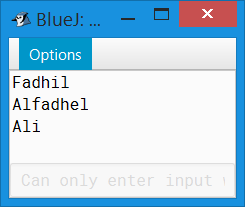 BlueJ: ...
Options
Fadhil
Alfadhel
Ali
Can only enter input